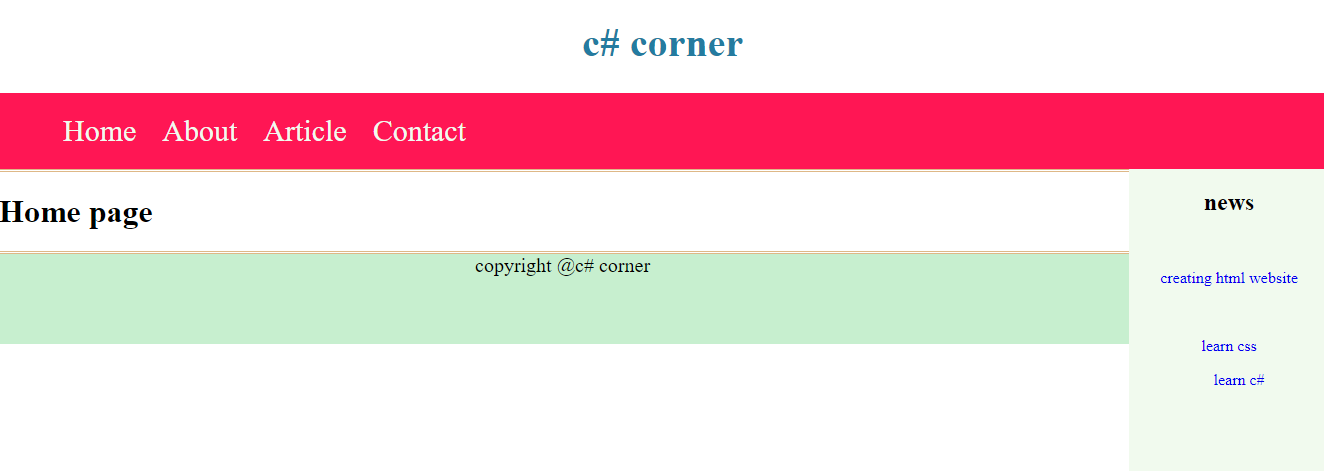 c# corner
Home About Article Contact
Home page
copyright @c# corner
news
creating html website
learn css
learn c#